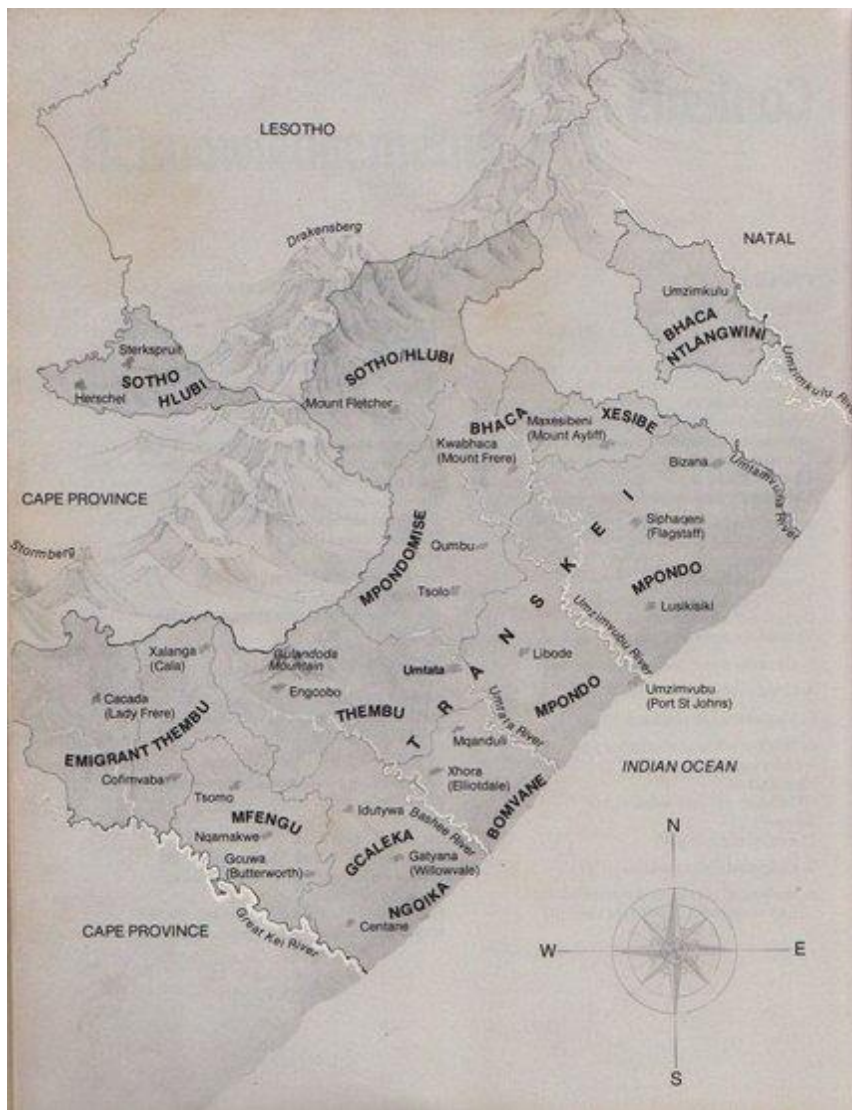 LESOTHO
Drakensberg
NATAL
Umzimkulu
BHACA
NTLANGWINI
Umzimkulu River
Sterkspruit
SOTHO
HLUBI
Herschel
SOTHO/HLUBI
Mount Fletcher
BHACA
Kwabhaca
(Mount Frere)
Maxesibeni
(Mount Ayliff)
XESIBE
Bizana
Umtamvuna River
CAPE PROVINCE
Stormberg
MPONDOMISE
Qumbu
Tsolo
Siphaqeni
(Flagstaff)
MPONDO
Lusikisiki
TRANSKEI
Umzimvubu River
Xalanga
(Cala)
Gulandoda
Mountain
Umtata
Libode
Engcobo
Cacada
(Lady Frere)
THEMBU
MPONDO
Umzimvubu
(Port St Johns)
Umtata River
EMIGRANT THEMBU
Mqanduli
Cofimvaba
Xhora
(Elliotdale)
INDIAN OCEAN
Tsomo
MFENGU
Idutywa
Bashee River
BOMVANE
Nqamakwe
GCALEKA
Gcuwa
(Butterworth)
Gatyana
(Willowvale)
NGQIKA
Centane
CAPE PROVINCE
Great Kei River
N
W
E
S